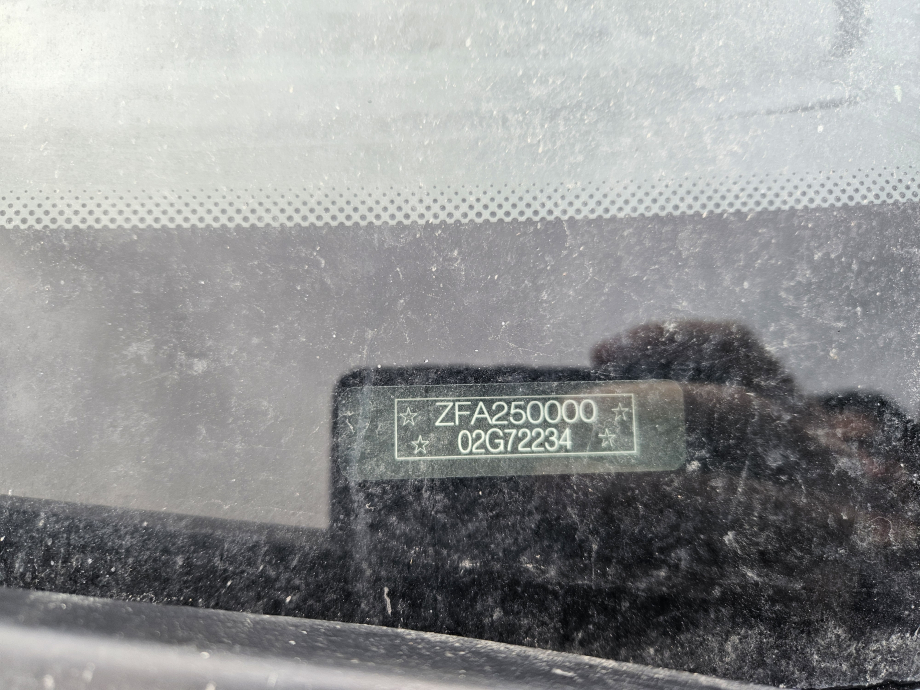 ☆ ZFA250000 ☆
☆ 02G72234 ☆